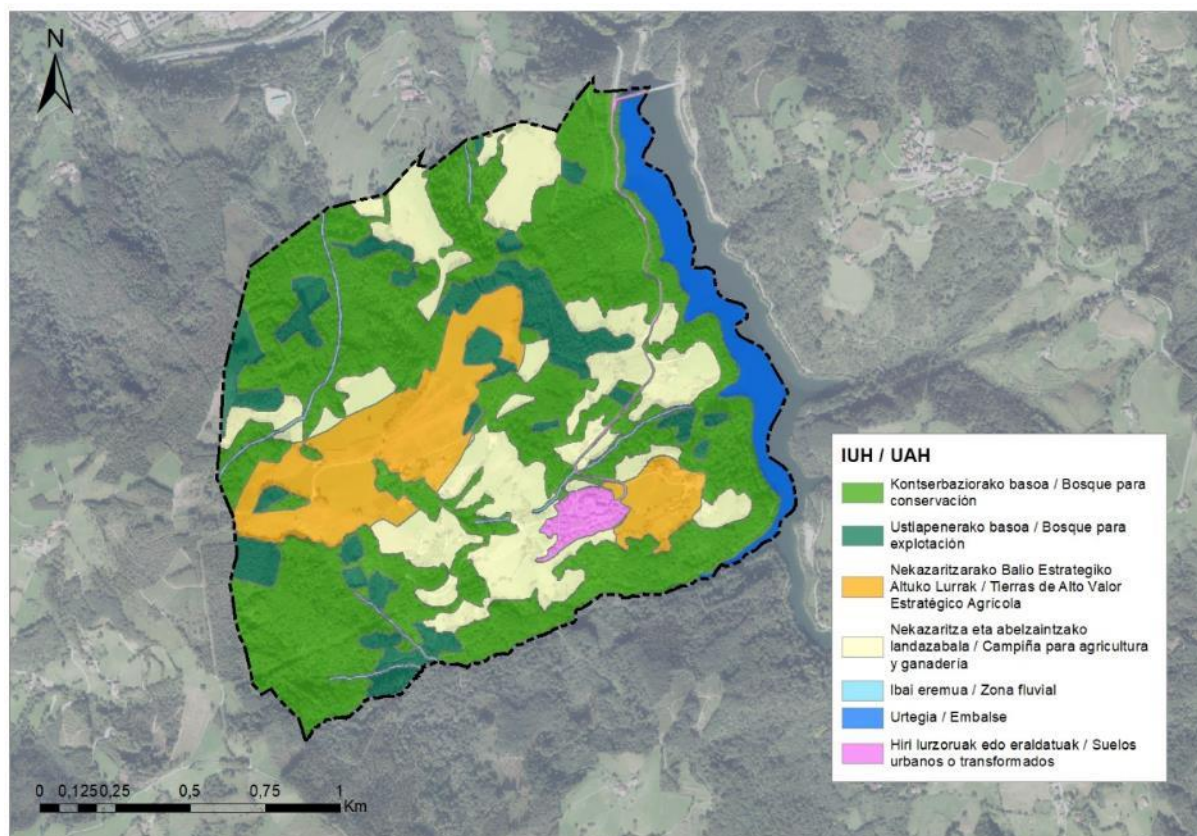 N
IUH / UAH
Kontserbaziorako basoa / Bosque para
conservación
Ustiapenerako basoa / Bosque para
explotación
Nekazaritzarako Balio Estrategiko
Altuko Lurrak / Tierras de Alto Valor
Estratégico Agrícola
Nekazaritza eta abelzaintzako
landazabala / Campiña para agricultura
y ganadería
Ibai eremua / Zona fluvial
Urtegia / Embalse
Hiri lurzoruak edo eraldatuak / Suelos
urbanos o transformados
0 0,125 0,25 0,5 0,75 1
Km